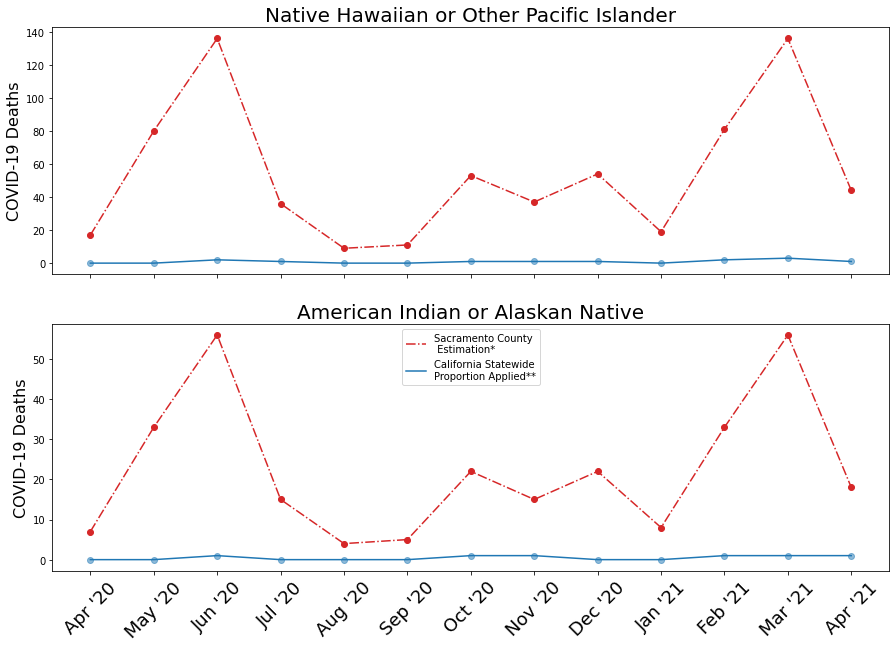 Native Hawaiian or Other Pacific Islander
COVID-19 Deaths
140
120
100
80
60
40
20
0
American Indian or Alaskan Native
COVID-19 Deaths
50
40
30
20
10
0
Sacramento County
Estimation*
California Statewide
Proportion Applied**
Apr '20
May '20
Jun '20
Jul '20
Aug '20
Sep '20
Oct '20
Nov '20
Dec '20
Jan '21
Feb '21
Mar '21
Apr '21